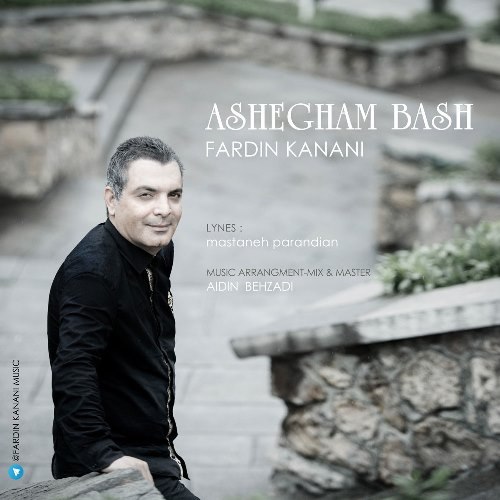 ASHEGHAM BASH
FARDIN KANANI
LYNES :
mastaneh parandian
MUSIC ARRANGMENT-MIX & MASTER
AIDIN BEHZADI
@FARDIN KANANI MUSIC